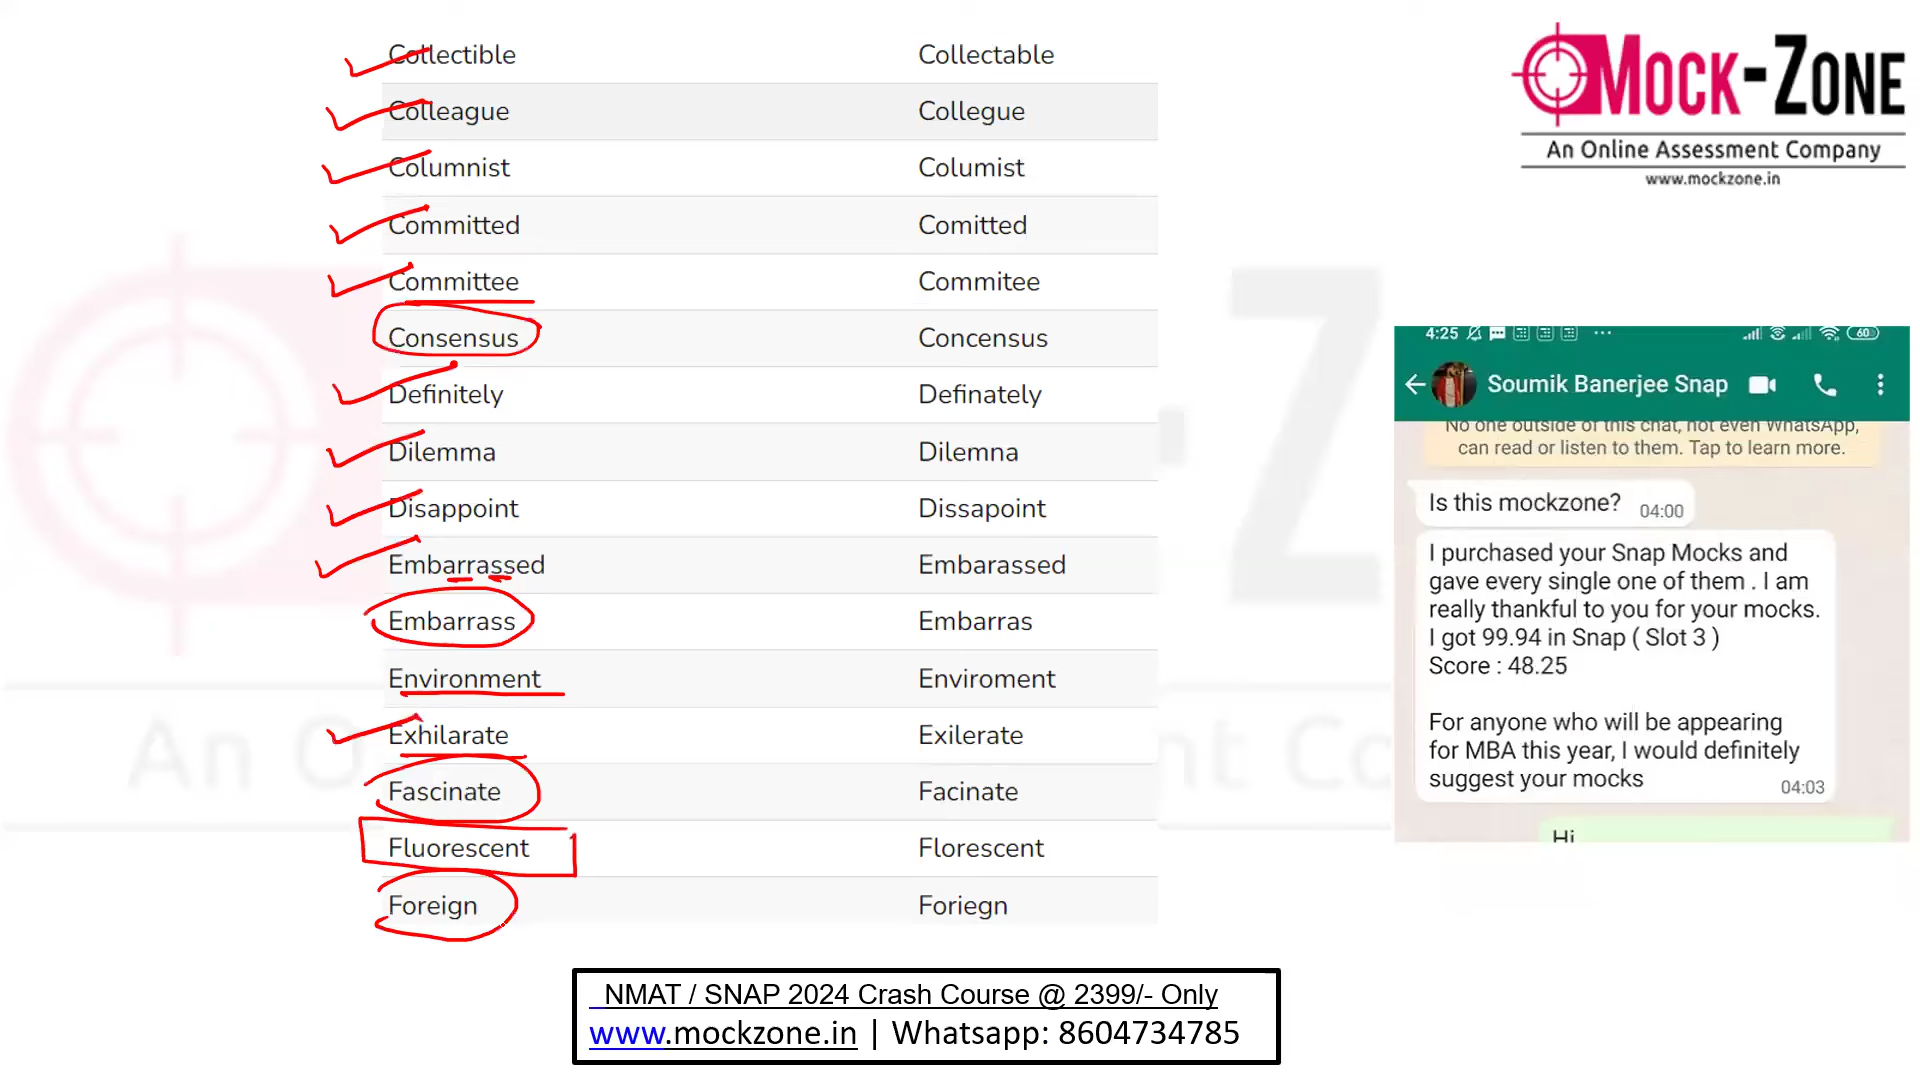 Collectible Collectable
Colleague Collegue
Columnist Columist
Committed Comitted
Committee Commitee
Consensus Concensus
Definitely Definately
Dilemma Dilemna
Disappoint Dissapoint
Embarrassed Embarassed
Embarrass Embarras
Environment Enviroment
Exhilarate Exilerate
Fascinate Facinate
Fluorescent Florescent
Foreign Foriegn
MOCK-ZONE
An Online Assessment Company
www.mockzone.in
4:25 60
Soumik Banerjee Snap
No one outside of this chat, not even WhatsApp,
can read or listen to them. Tap to learn more.
Is this mockzone? 04:00
I purchased your Snap Mocks and
gave every single one of them . I am
really thankful to you for your mocks.
I got 99.94 in Snap ( Slot 3 )
Score : 48.25
For anyone who will be appearing
for MBA this year, I would definitely
suggest your mocks 04:03
Hi
NMAT / SNAP 2024 Crash Course @ 2399/- Only
www.mockzone.in | Whatsapp: 8604734785